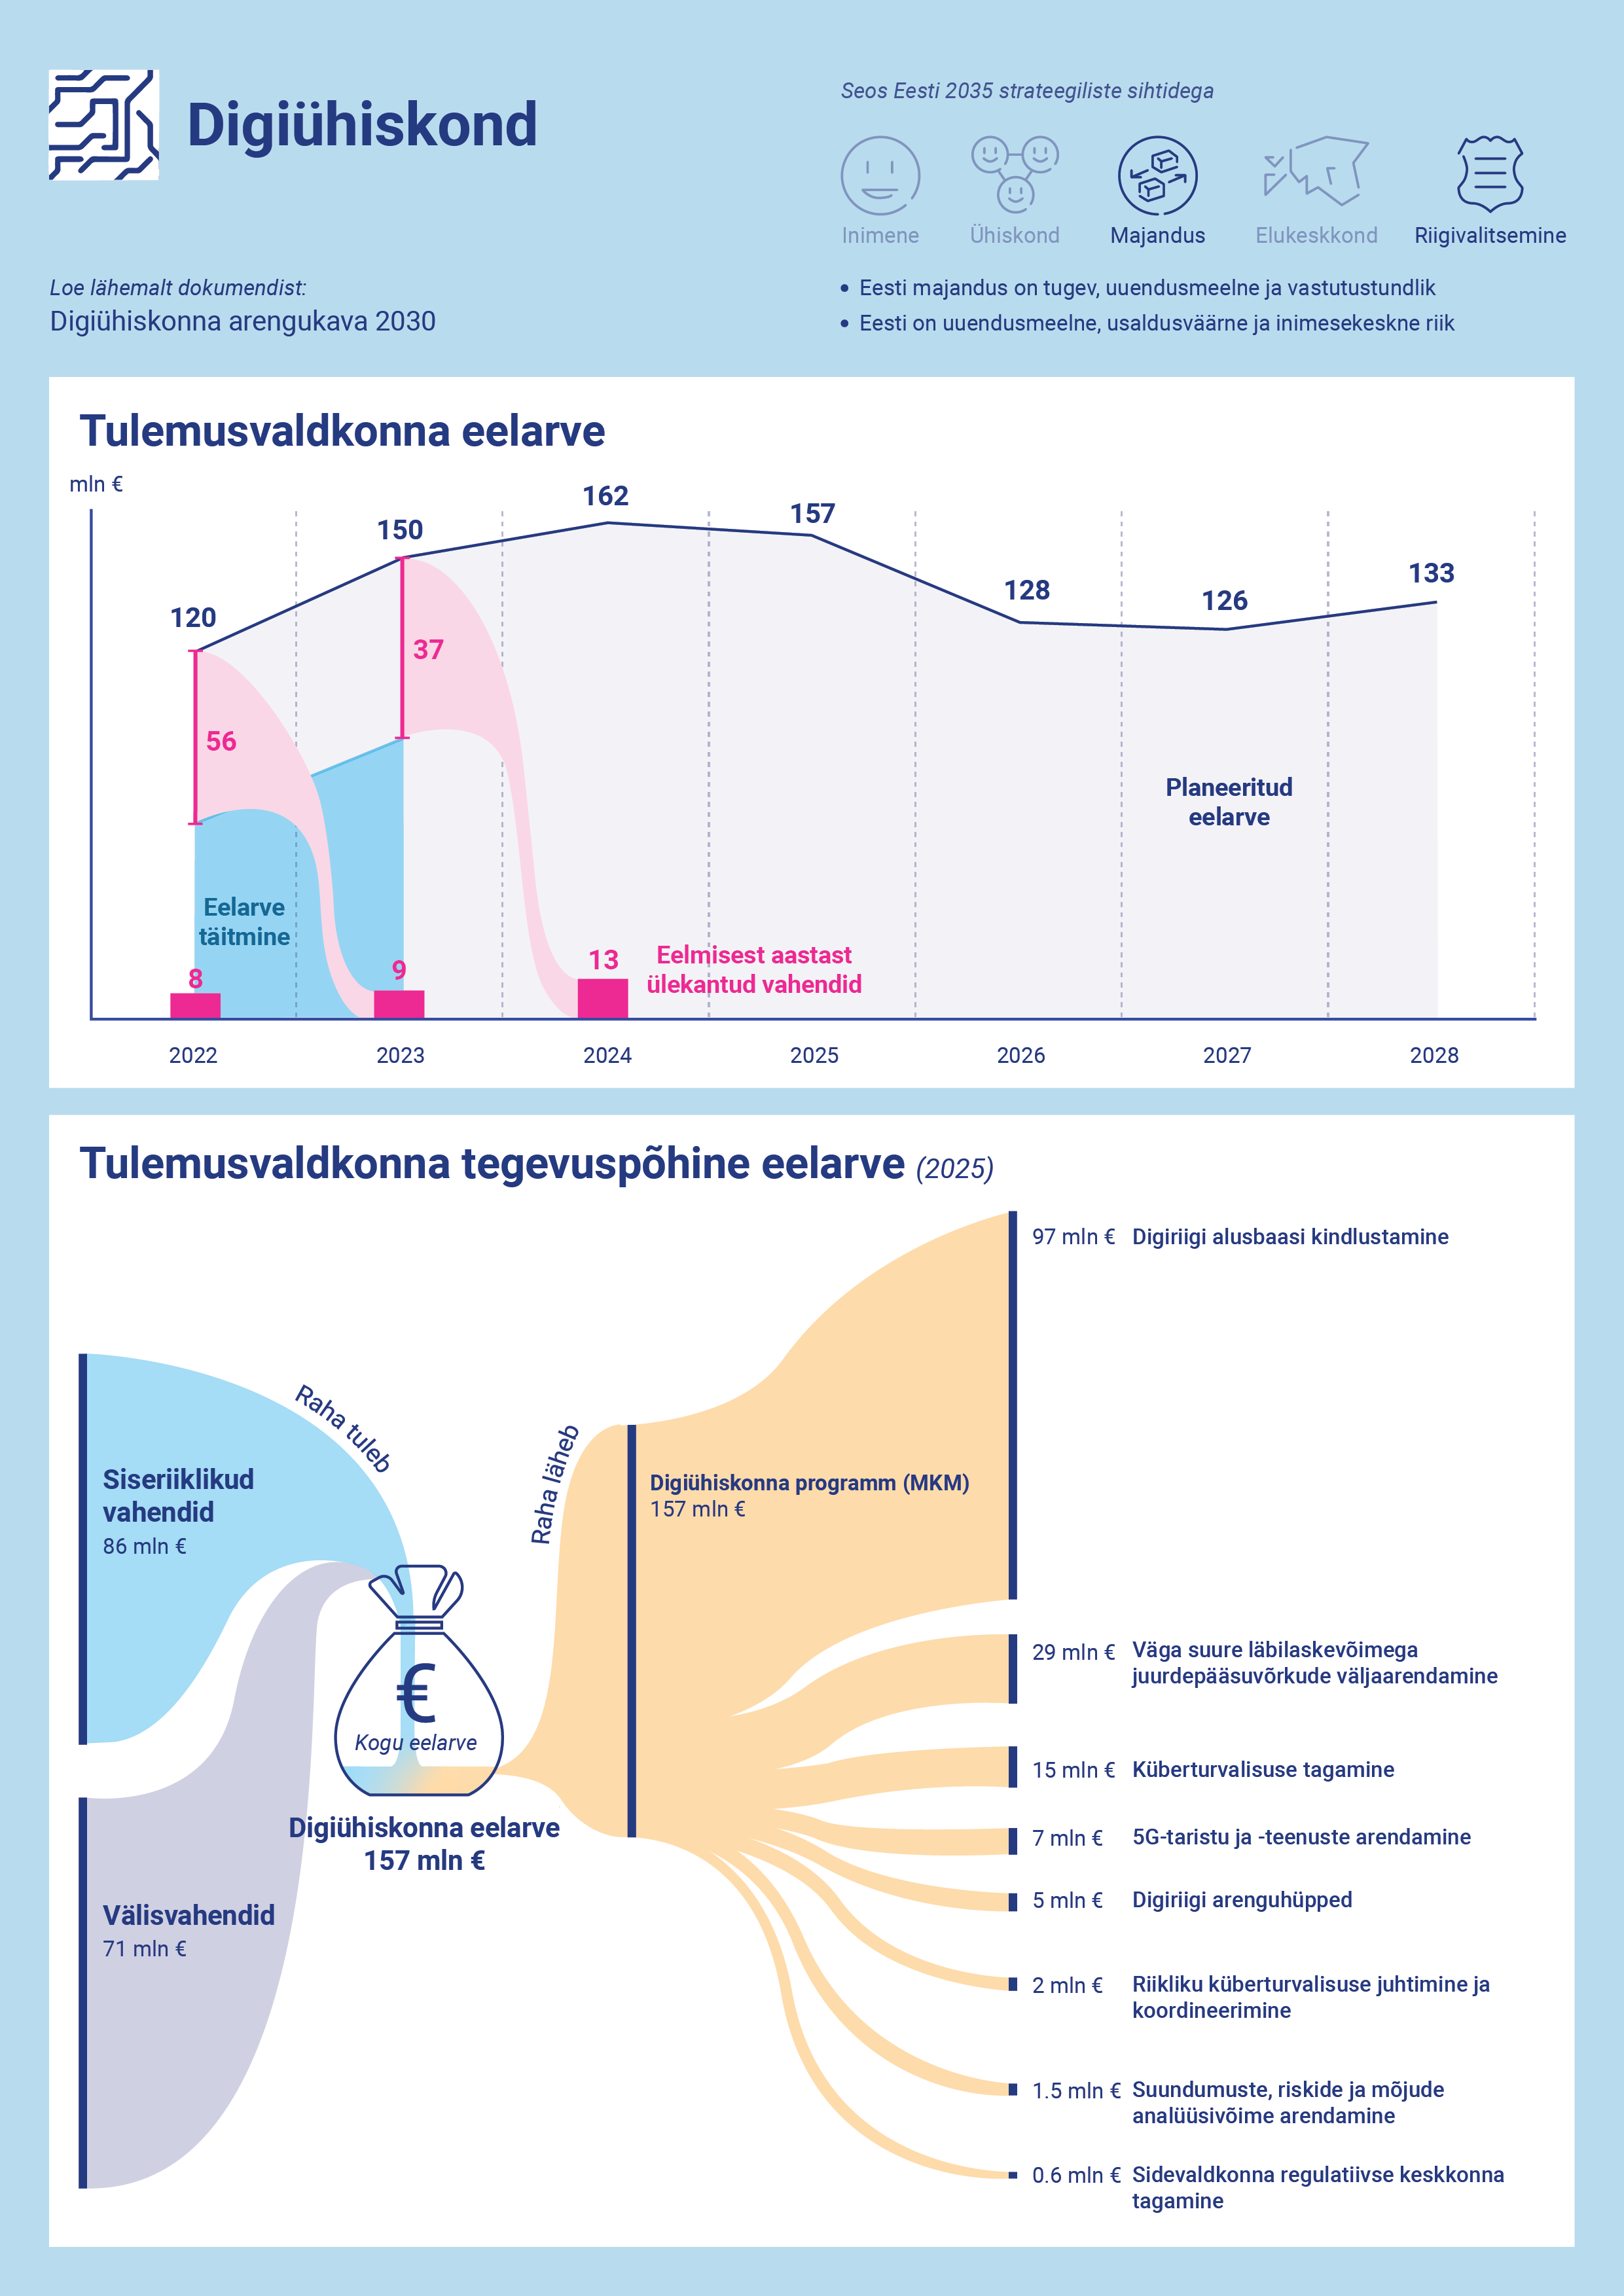 Digiühiskond
Loe lähemalt dokumendist:
Digiühiskonna arengukava 2030
Seos Eesti 2035 strateegiliste sihtidega
Inimene
Ühiskond
Majandus
Elukeskkond
Riigivalitsemine
• Eesti majandus on tugev, uuendusmeelne ja vastutustundlik
• Eesti on uuendusmeelne, usaldusväärne ja inimesekeskne riik
Tulemusvaldkonna eelarve
mln €
120
150
162
157
128
126
133
56
37
Planeeritud
eelarve
Eelarve
täitmine
8
9
13
Eelmisest aastast
ülekantud vahendid
2022
2023
2024
2025
2026
2027
2028
Tulemusvaldkonna tegevuspõhine eelarve (2025)
Raha tuleb
Siseriiklikud
vahendid
86 mln €
Välisvahendid
71 mln €
€
Kogu eelarve
Digiühiskonna eelarve
157 mln €
Raha läheb
Digiühiskonna programm (MKM)
157 mln €
97 mln € Digiriigi alusbaasi kindlustamine
29 mln € Väga suure läbilaskevõimega
juurdepääsuvõrkude väljaarendamine
15 mln € Küberturvalisuse tagamine
7 mln € 5G-taristu ja -teenuste arendamine
5 mln € Digiriigi arenguhüpped
2 mln € Riikliku küberturvalisuse juhtimine ja
koordineerimine
1.5 mln € Suundumuste, riskide ja mõjude
analüüsivõime arendamine
0.6 mln € Sidevaldkonna regulatiivse keskkonna
tagamine